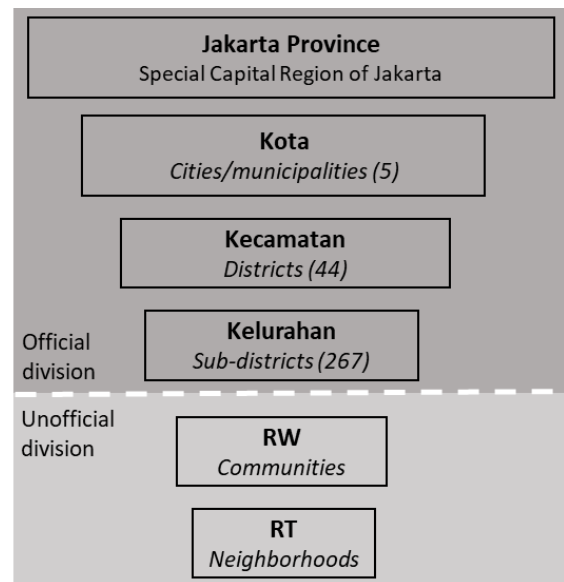 Jakarta Province
Special Capital Region of Jakarta
Kota
Cities/municipalities (5)
Kecamatan
Districts (44)
Kelurahan
Sub-districts (267)
Official
division
Unofficial
division
RW
Communities
RT
Neighborhoods